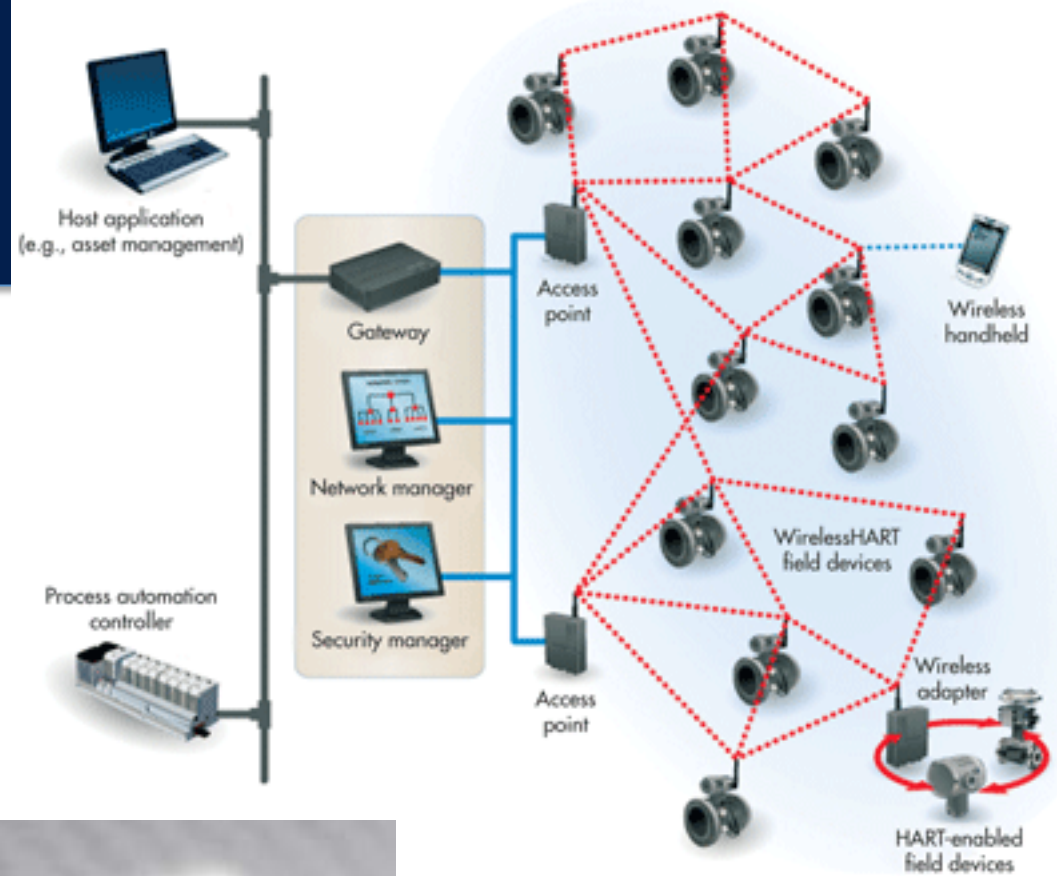 Host application
(e.g., asset management)
Gateway
Network manager
Security manager
Process automation
controller
Access
point
Access
point
Wireless
handheld
WirelessHART
field devices
Wireless
adapter
HART-enabled
field devices